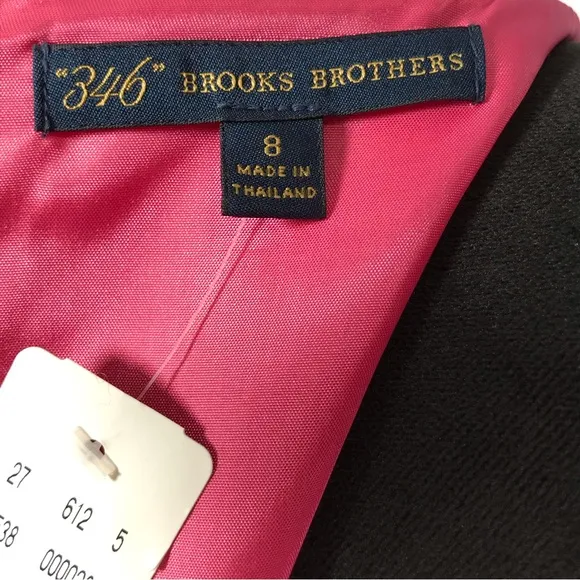 "346" BROOKS BROTHERS
8
MADE IN
THAILAND
27 612 5